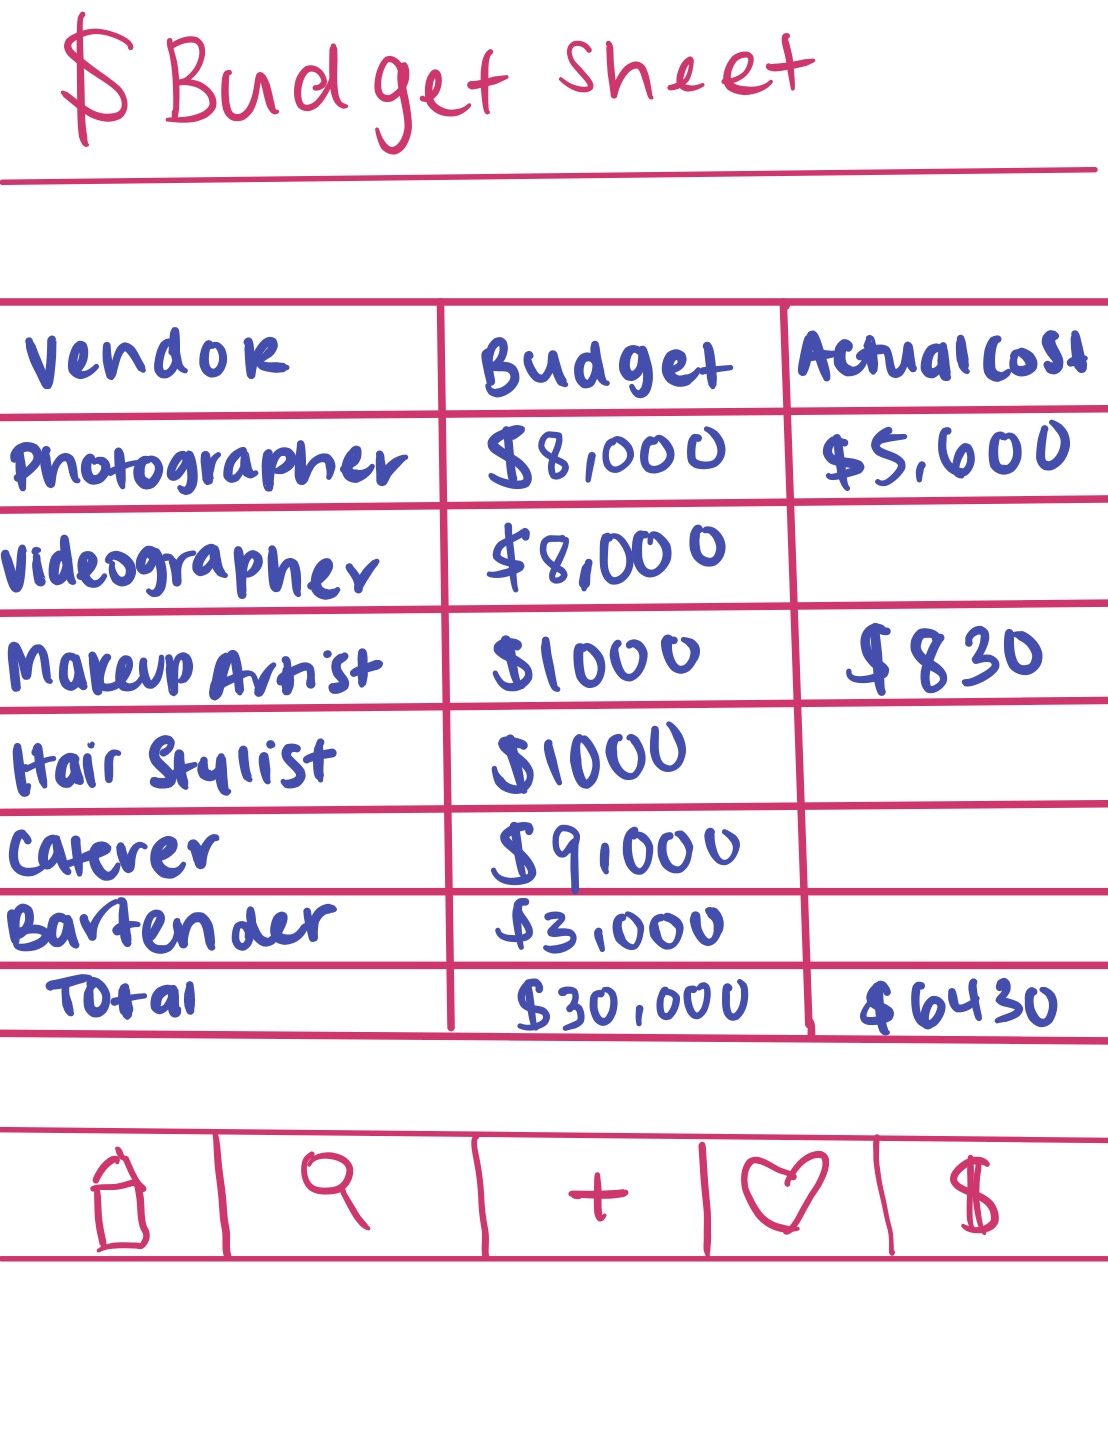 $ Budget sheet
Vendor Budget Actual Cost
Photographer $8,000 $5,600
Videographer $8,000
Makeup Artist $1000 $830
Hair Stylist $1000
Caterer $9,000
Bartender $3,000
Total $30,000 $6430
+ $